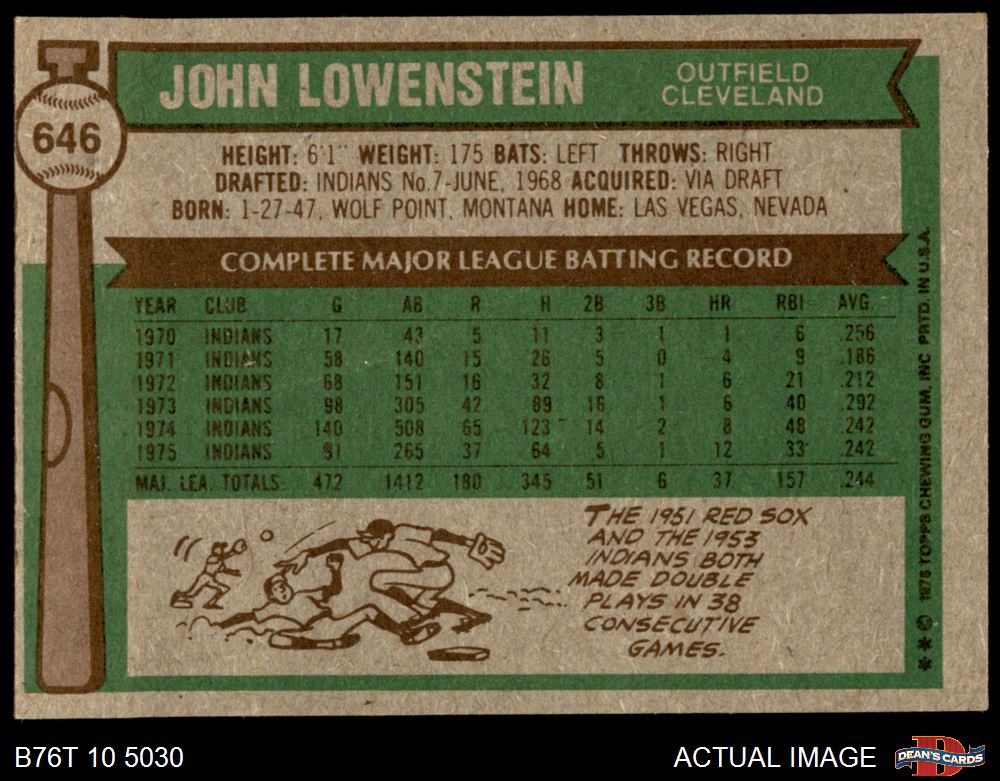 646
JOHN LOWENSTEIN
OUTFIELD
CLEVELAND
HEIGHT: 6'1" WEIGHT: 175 BATS: LEFT THROWS: RIGHT
DRAFTED: INDIANS No.7-JUNE, 1968 ACQUIRED: VIA DRAFT
BORN: 1-27-47, WOLF POINT, MONTANA HOME: LAS VEGAS, NEVADA
COMPLETE MAJOR LEAGUE BATTING RECORD
YEAR CLUB G AB R H 2B 3B HR RBI AVG.
1970 INDIANS 17 43 5 11 3 1 1 6 .256
1971 INDIANS 58 140 15 26 5 0 4 9 .186
1972 INDIANS 68 151 16 32 8 1 6 21 .212
1973 INDIANS 98 305 42 89 16 1 6 40 .292
1974 INDIANS 140 508 65 123 14 2 8 48 .242
1975 INDIANS 91 265 37 64 5 1 12 33 .242
MAJ. LEA. TOTALS 472 1412 180 345 51 6 37 157 .244
THE 1951 RED SOX
AND THE 1953
INDIANS BOTH
MADE DOUBLE
PLAYS IN 38
CONSECUTIVE
GAMES.
** © 1976 TOPPS CHEWING GUM, INC PRTD. IN U.S.A.
B76T 10 5030
ACTUAL IMAGE
D
DEAN'S CARDS